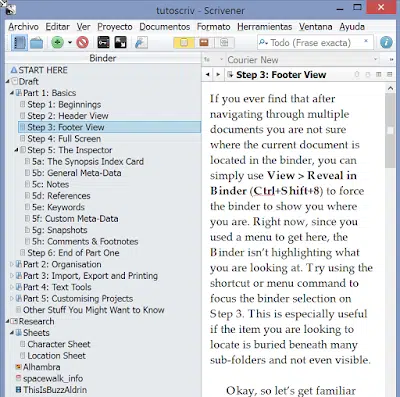 tutoscriv - Scrivener
Archivo Editar Ver Proyecto Documentos Formato Herramientas Ventana Ayuda
Todo (Frase exacta)
Binder
START HERE
Draft
Part 1: Basics
Step 1: Beginnings
Step 2: Header View
Step 3: Footer View
Step 4: Full Screen
Step 5: The Inspector
5a: The Synopsis Index Card
5b: General Meta-Data
5c: Notes
5d: References
5e: Keywords
5f: Custom Meta-Data
5g: Snapshots
5h: Comments & Footnotes
Step 6: End of Part One
Part 2: Organisation
Part 3: Import, Export and Printing
Part 4: Text Tools
Part 5: Customising Projects
Other Stuff You Might Want to Know
Research
Sheets
Character Sheet
Location Sheet
Alhambra
spacewalk_info
ThisIsBuzzAldrin
Courier New
Step 3: Footer View
If you ever find that after
navigating through multiple
documents you are not sure
where the current document is
located in the binder, you can
simply use View > Reveal in
Binder (Ctrl+Shift+8) to force
the binder to show you where
you are. Right now, since you
used a menu to get here, the
Binder isn't highlighting what
you are looking at. Try using the
shortcut or menu command to
focus the binder selection on
Step 3. This is especially useful
if the item you are looking to
locate is buried beneath many
sub-folders and not even visible.
Okay, so let's get familiar